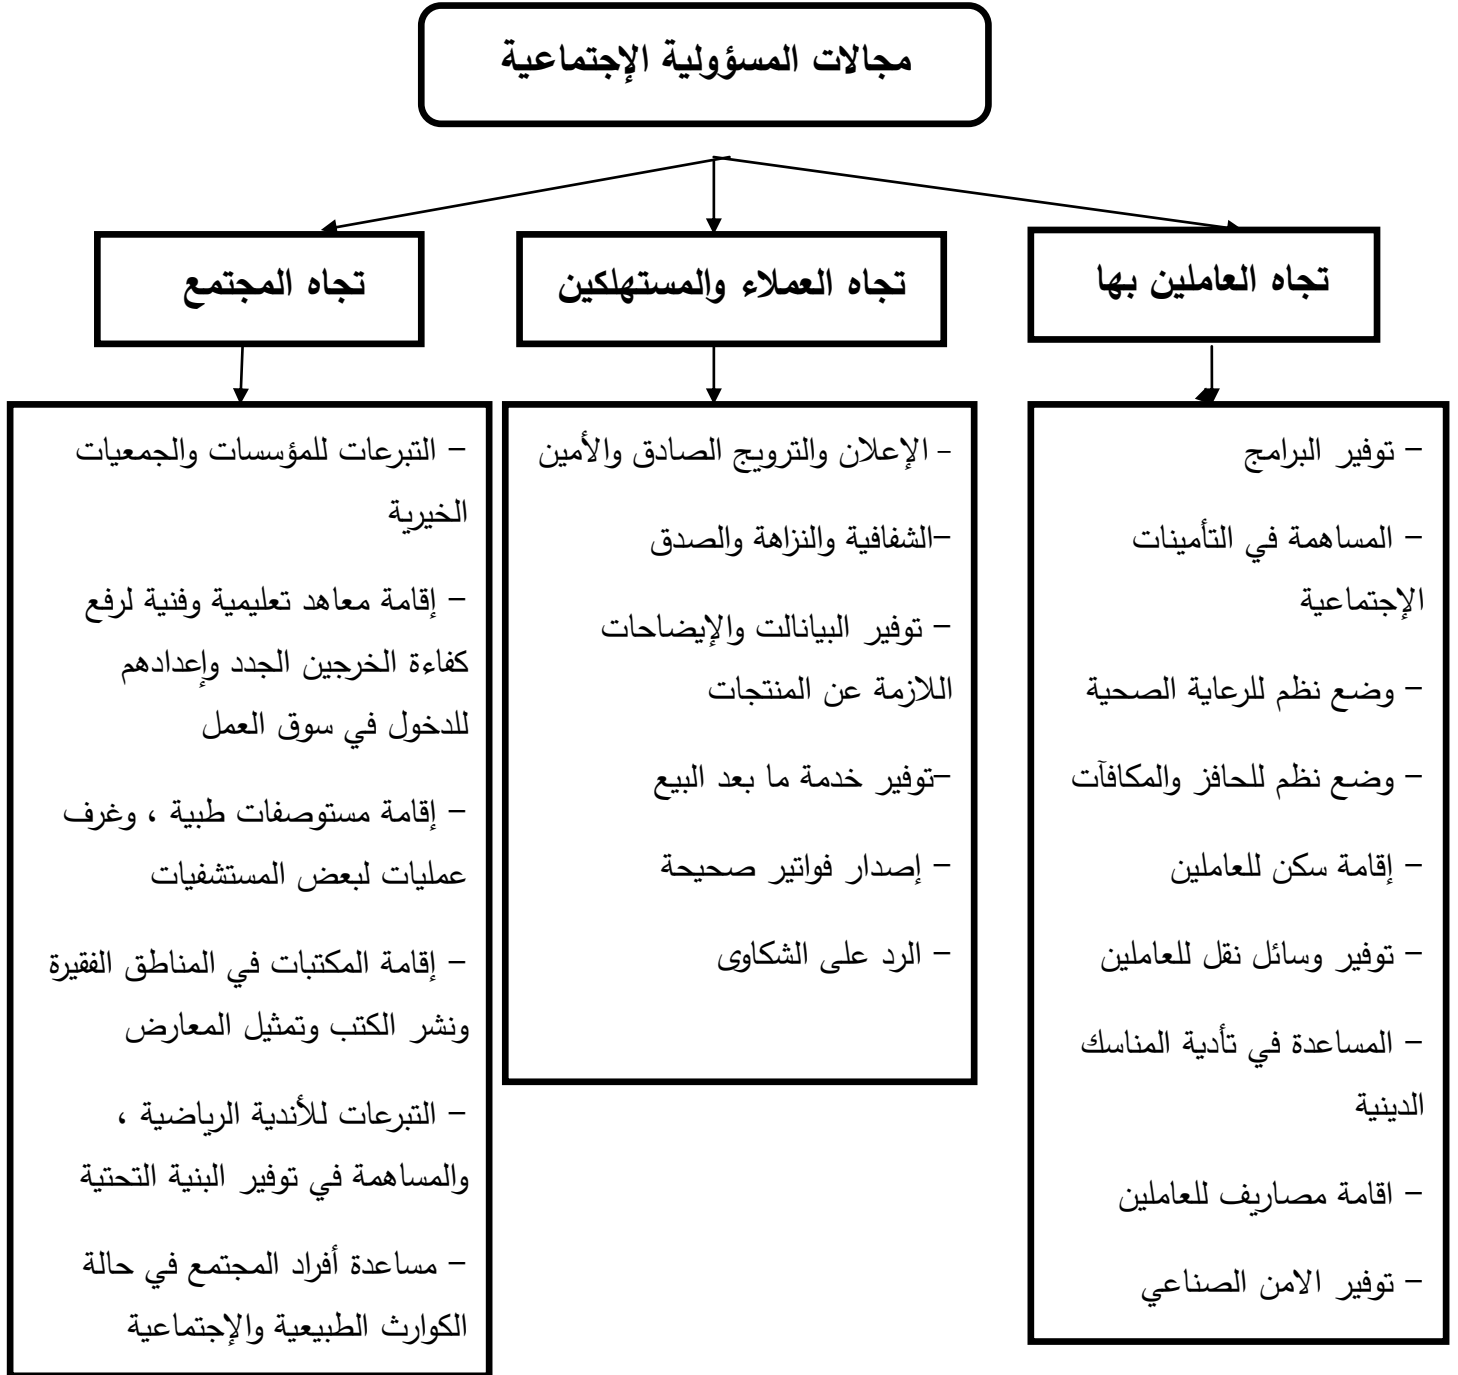 مجالات المسؤولية الإجتماعية
تجاه العاملين بها
تجاه العملاء والمستهلكين
تجاه المجتمع
- توفير البرامج
- المساهمة في التأمينات
الإجتماعية
- وضع نظم للرعاية الصحية
- وضع نظم للحافز والمكافآت
- إقامة سكن للعاملين
- توفير وسائل نقل للعاملين
- المساعدة في تأدية المناسك
الدينية
- اقامة مصاريف للعاملين
- توفير الامن الصناعي
- الإعلان والترويج الصادق والأمين
-الشفافية والنزاهة والصدق
- توفير البيانالت والإيضاحات
اللازمة عن المنتجات
-توفير خدمة ما بعد البيع
- إصدار فواتير صحيحة
- الرد على الشكاوى
- التبرعات للمؤسسات والجمعيات
الخيرية
- إقامة معاهد تعليمية وفنية لرفع
كفاءة الخرجين الجدد وإعدادهم
للدخول في سوق العمل
- إقامة مستوصفات طبية ، وغرف
عمليات لبعض المستشفيات
- إقامة المكتبات في المناطق الفقيرة
ونشر الكتب وتمثيل المعارض
- التبرعات للأندية الرياضية ،
والمساهمة في توفير البنية التحتية
- مساعدة أفراد المجتمع في حالة
الكوارث الطبيعية والإجتماعية